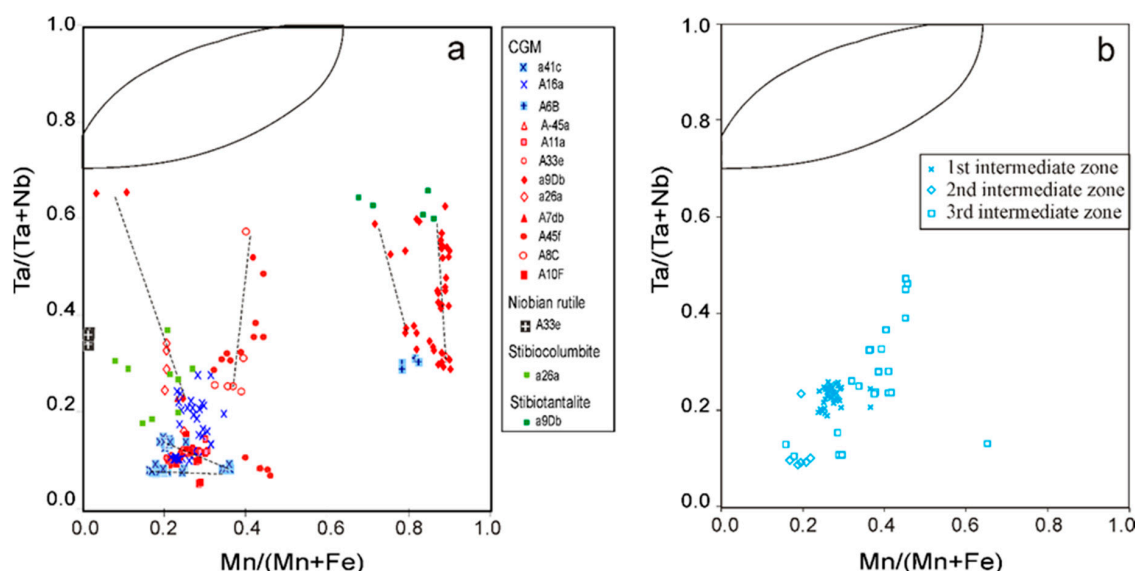 a
Ta/(Ta+Nb)
1.0
0.8
0.6
0.4
0.2
0.0
0.0 0.2 0.4 0.6 0.8 1.0
Mn/(Mn+Fe)
CGM
a41c
A16a
A6B
A-45a
A11a
A33e
a9Db
a26a
A7db
A45f
A8C
A10F
Niobian rutile
A33e
Stibiocolumbite
a26a
Stibiotantalite
a9Db
b
Ta/(Ta+Nb)
1.0
0.8
0.6
0.4
0.2
0.0
0.0 0.2 0.4 0.6 0.8 1.0
Mn/(Mn+Fe)
1st intermediate zone
2nd intermediate zone
3rd intermediate zone